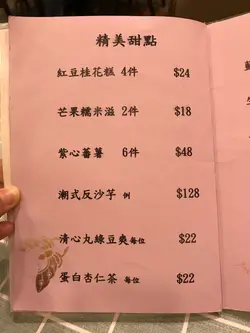 精美甜點
紅豆桂花糕 4件 $24
芒果糯米滋 2件 $18
紫心蕃薯 6件 $48
潮式反沙芋 例 $128
清心丸綠豆爽 每位 $22
蛋白杏仁茶 每位 $22